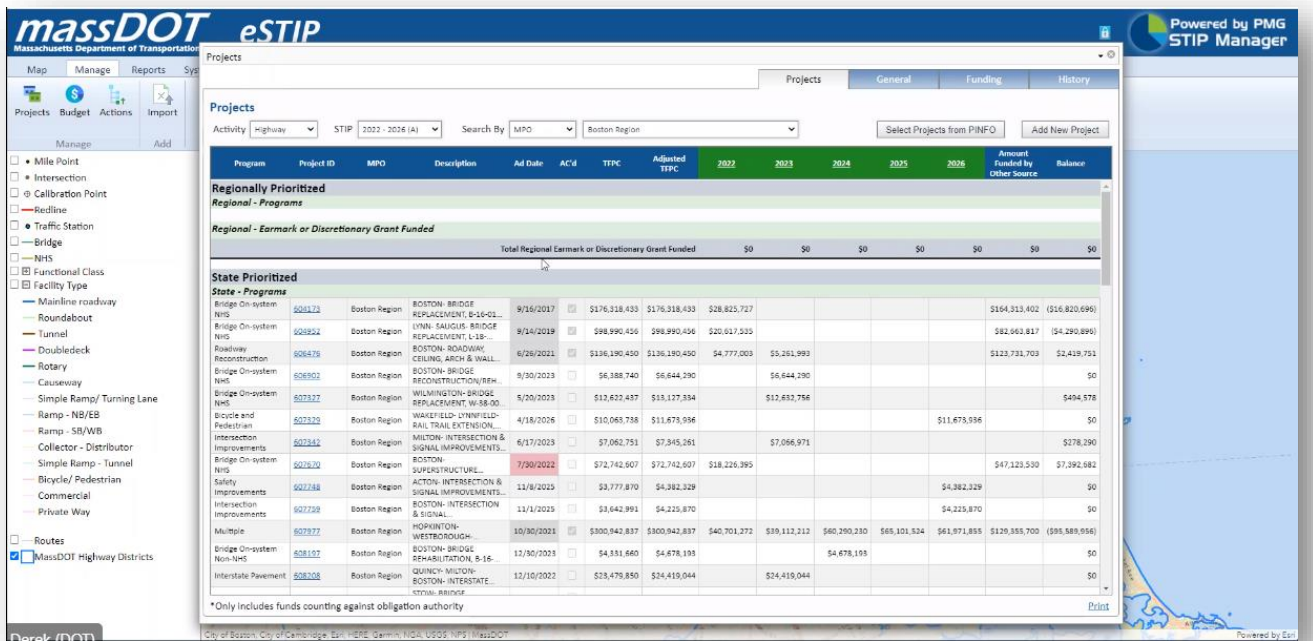 massDOT eSTIP
Massachusetts Department of Transportation
Powered by PMG
STIP Manager
Map Manage Reports Sys
Projects Budget Actions Import
Manage Add
Mile Point
Intersection
Calibration Point
Redline
Traffic Station
Bridge
NHS
Functional Class
Facility Type
Mainline roadway
Roundabout
Tunnel
Doubledeck
Rotary
Causeway
Simple Ramp/ Turning Lane
Ramp - NB/EB
Ramp - SB/WB
Collector - Distributor
Simple Ramp - Tunnel
Bicycle/ Pedestrian
Commercial
Private Way
Routes
MassDOT Highway Districts
Derek (DOT)
Projects
Projects General Funding History
Projects
Activity Highway STIP 2022 - 2026 (A) Search By MPO Boston Region Select Projects from PINFO Add New Project
Program Project ID MPO Description Ad Date AC'd TFPC Adjusted TFPC 2022 2023 2024 2025 2026 Amount Funded by Other Source Balance
Regionally Prioritized
Regional - Programs
Regional - Earmark or Discretionary Grant Funded
Total Regional Earmark or Discretionary Grant Funded $0 $0 $0 $0 $0 $0 $0
State Prioritized
State - Programs
Bridge On-system NHS 604173 Boston Region BOSTON- BRIDGE REPLACEMENT, B-16-01... 9/16/2017 $176,318,433 $176,318,433 $28,825,727 $164,313,402 ($16,820,696)
Bridge On-system NHS 604952 Boston Region LYNN- SAUGUS- BRIDGE REPLACEMENT, L-18-... 9/14/2019 $98,990,456 $98,990,456 $20,617,535 $82,663,817 ($4,290,896)
Roadway Reconstruction 606476 Boston Region BOSTON- ROADWAY, CEILING, ARCH & WALL... 6/26/2021 $136,190,450 $136,190,450 $4,777,003 $5,261,993 $123,731,703 $2,419,751
Bridge On-system NHS 606902 Boston Region BOSTON- BRIDGE RECONSTRUCTION/REH... 9/30/2023 $6,388,740 $6,644,290 $6,644,290 $0
Bridge On-system NHS 607327 Boston Region WILMINGTON- BRIDGE REPLACEMENT, W-38-00... 5/20/2023 $12,622,437 $13,127,334 $12,632,756 $494,578
Bicycle and Pedestrian 607329 Boston Region WAKEFIELD- LYNNFIELD- RAIL TRAIL EXTENSION,... 4/18/2026 $10,063,738 $11,673,936 $11,673,936 $0
Intersection Improvements 607342 Boston Region MILTON- INTERSECTION & SIGNAL IMPROVEMENTS... 6/17/2023 $7,062,751 $7,345,261 $7,066,971 $278,290
Bridge On-system NHS 607670 Boston Region BOSTON- SUPERSTRUCTURE... 7/30/2022 $72,742,607 $72,742,607 $18,226,395 $47,123,530 $7,392,682
Safety Improvements 607748 Boston Region ACTON- INTERSECTION & SIGNAL IMPROVEMENTS... 11/8/2025 $3,777,870 $4,382,329 $4,382,329 $0
Intersection Improvements 607759 Boston Region BOSTON- INTERSECTION & SIGNAL... 11/1/2025 $3,642,991 $4,225,870 $4,225,870 $0
Multiple 607977 Boston Region HOPKINTON- WESTBOROUGH-... 10/30/2021 $300,942,837 $300,942,837 $40,701,272 $39,112,212 $60,290,230 $65,101,524 $61,971,855 $129,355,700 ($95,589,956)
Bridge On-system Non-NHS 608197 Boston Region BOSTON- BRIDGE REHABILITATION, B-16-... 12/30/2023 $4,331,660 $4,678,193 $4,678,193 $0
Interstate Pavement 608208 Boston Region QUINCY- MILTON- BOSTON- INTERSTATE... 12/10/2022 $23,479,850 $24,419,044 $24,419,044 $0
STOW- BRIDGE
*Only includes funds counting against obligation authority Print
City of Boston, City of Cambridge, Esri, HERE, Garmin, NGA, USGS, NPS | MassDOT
Powered by Esri